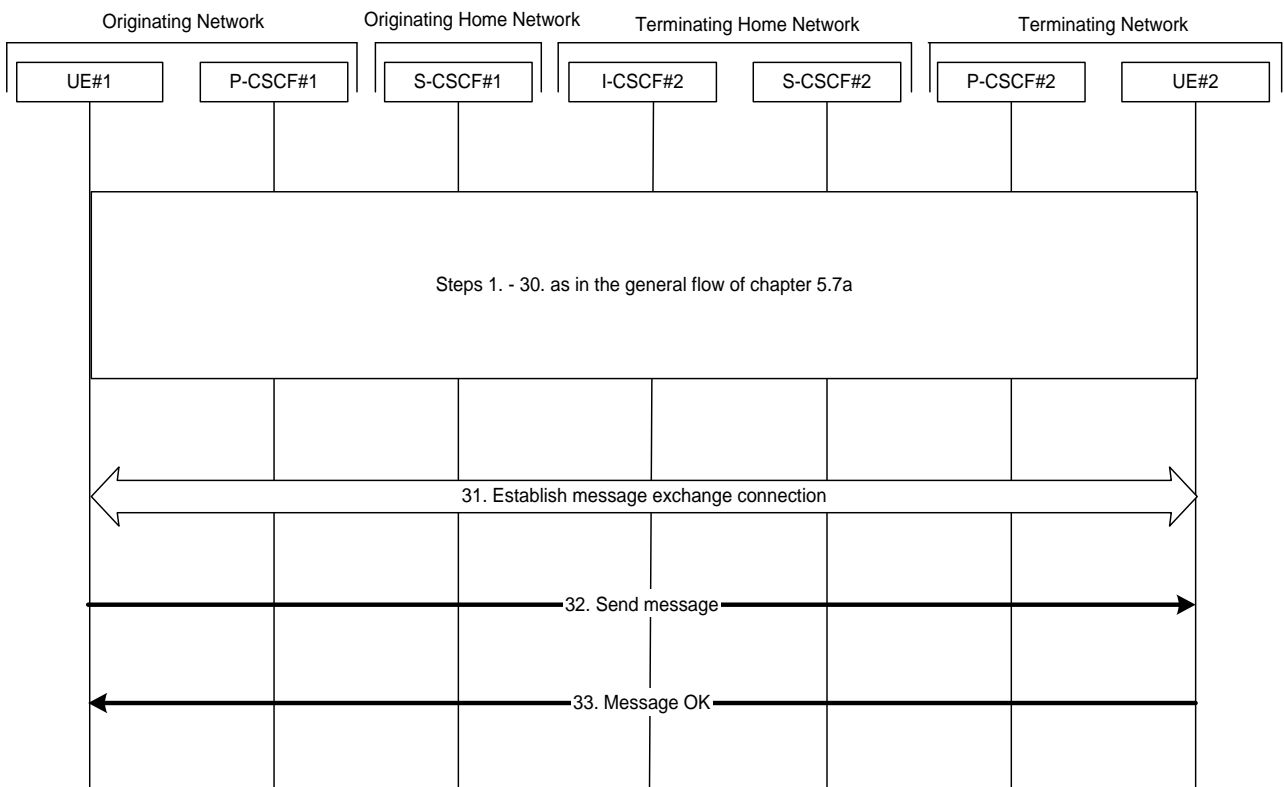 Originating Network
Originating Home Network
Terminating Home Network
Terminating Network
UE#1
P-CSCF#1
S-CSCF#1
I-CSCF#2
S-CSCF#2
P-CSCF#2
UE#2
Steps 1. - 30. as in the general flow of chapter 5.7a
31. Establish message exchange connection
32. Send message
33. Message OK